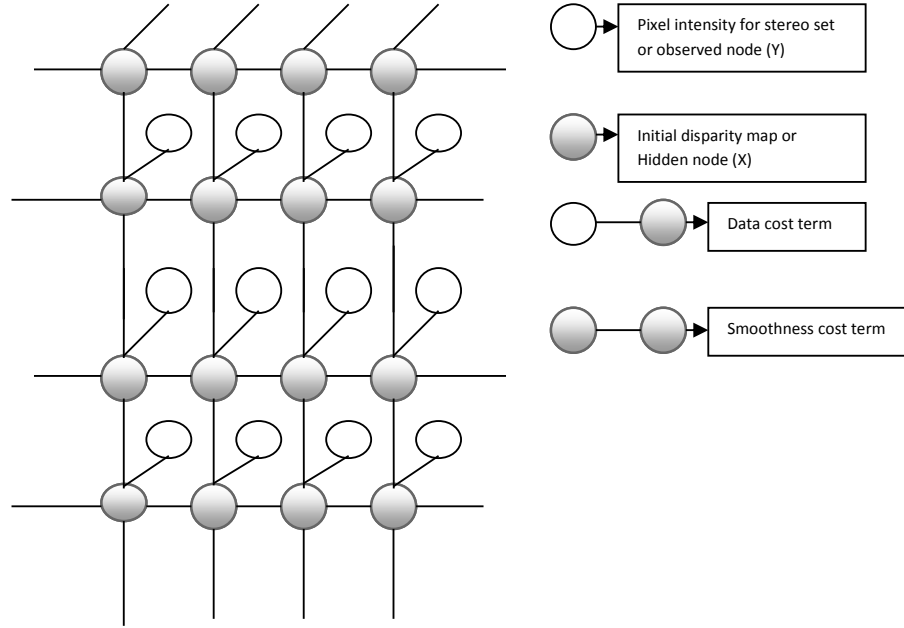 Pixel intensity for stereo set
or observed node (Y)
Initial disparity map or
Hidden node (X)
Data cost term
Smoothness cost term